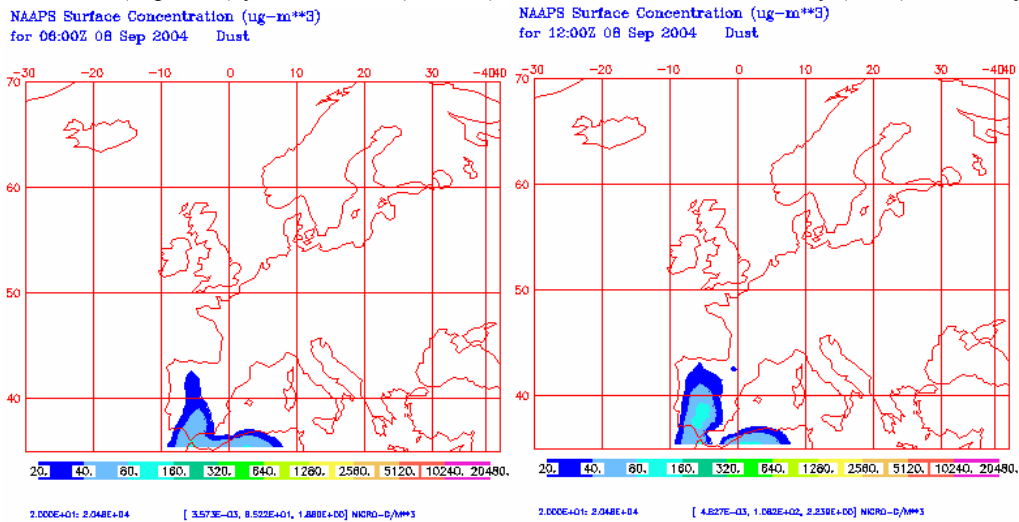 NAAPS Surface Concentration (ug-m**3)
for 06:00Z 08 Sep 2004 Dust
-30 -20 -10 0 10 20 30 40
70
60
50
40
20. 40. 80. 160. 320. 640. 1280. 2560. 5120. 10240. 20480.
2.000E+01: 2.048E+04 [ 3.573E-03, 8.522E+01, 1.880E+00] MICRO-G/M**3
NAAPS Surface Concentration (ug-m**3)
for 12:00Z 08 Sep 2004 Dust
-30 -20 -10 0 10 20 30 40
70
60
50
40
20. 40. 80. 160. 320. 640. 1280. 2560. 5120. 10240. 20480.
2.000E+01: 2.048E+04 [ 4.827E-03, 1.082E+02, 2.239E+00] MICRO-G/M**3